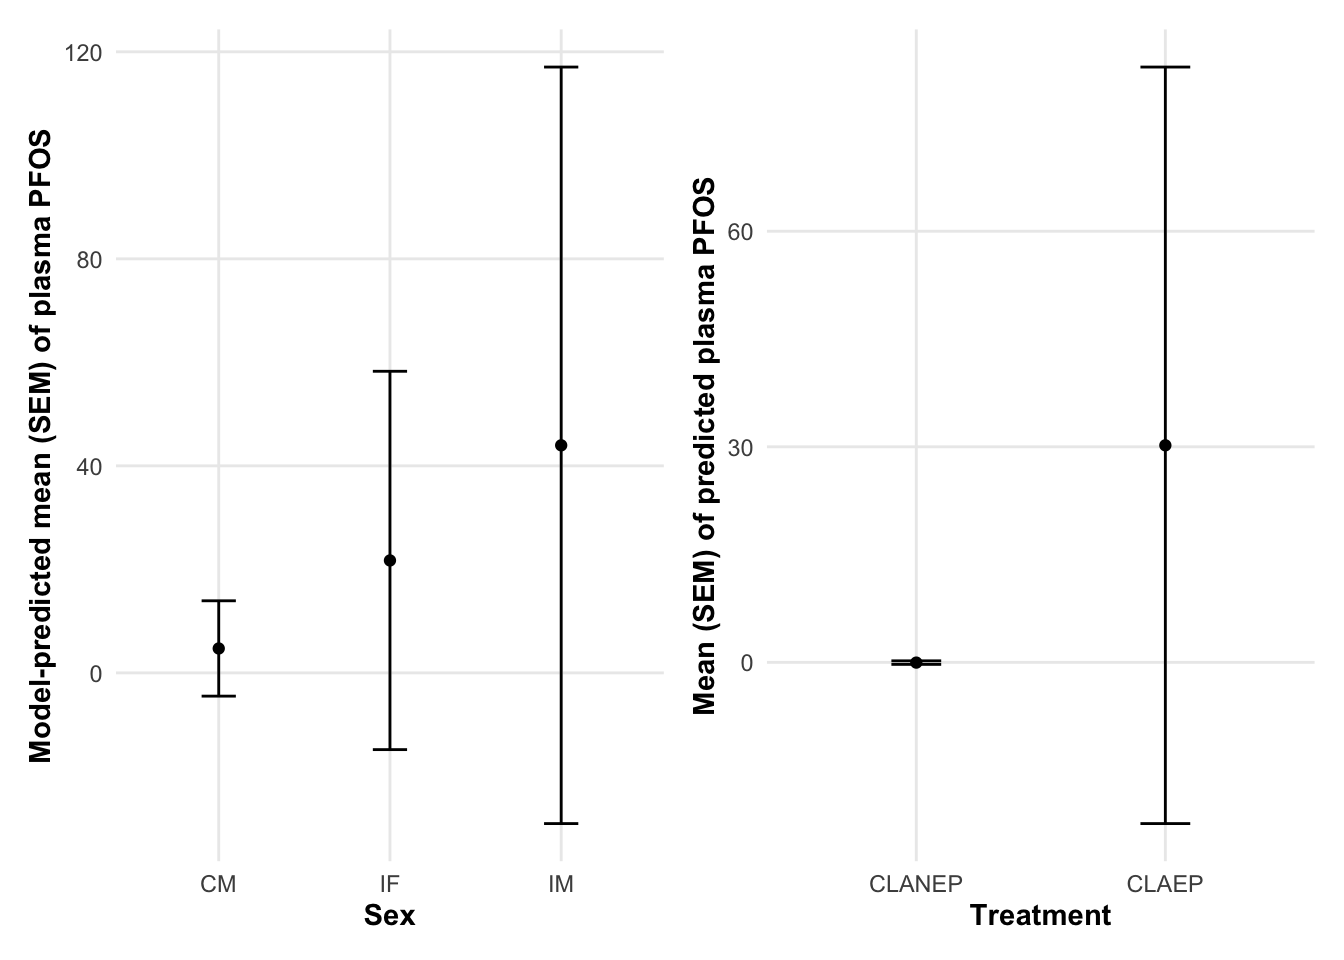 Model-predicted mean (SEM) of plasma PFOS
120
80
40
0
CM IF IM
Sex
Mean (SEM) of predicted plasma PFOS
60
30
0
CLANEP CLAEP
Treatment